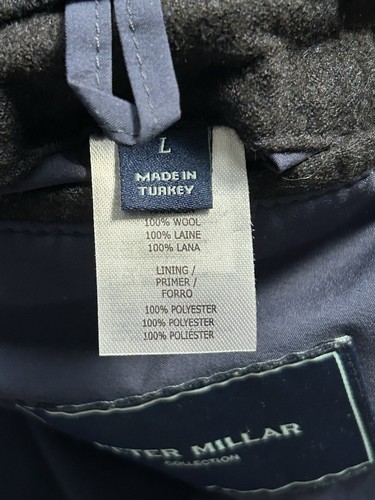 L
MADE IN
TURKEY
100% WOOL
100% LAINE
100% LANA
LINING /
PRIMER /
FORRO
100% POLYESTER
100% POLYESTER
100% POLIÉSTER
MILLAR
COLLECTION